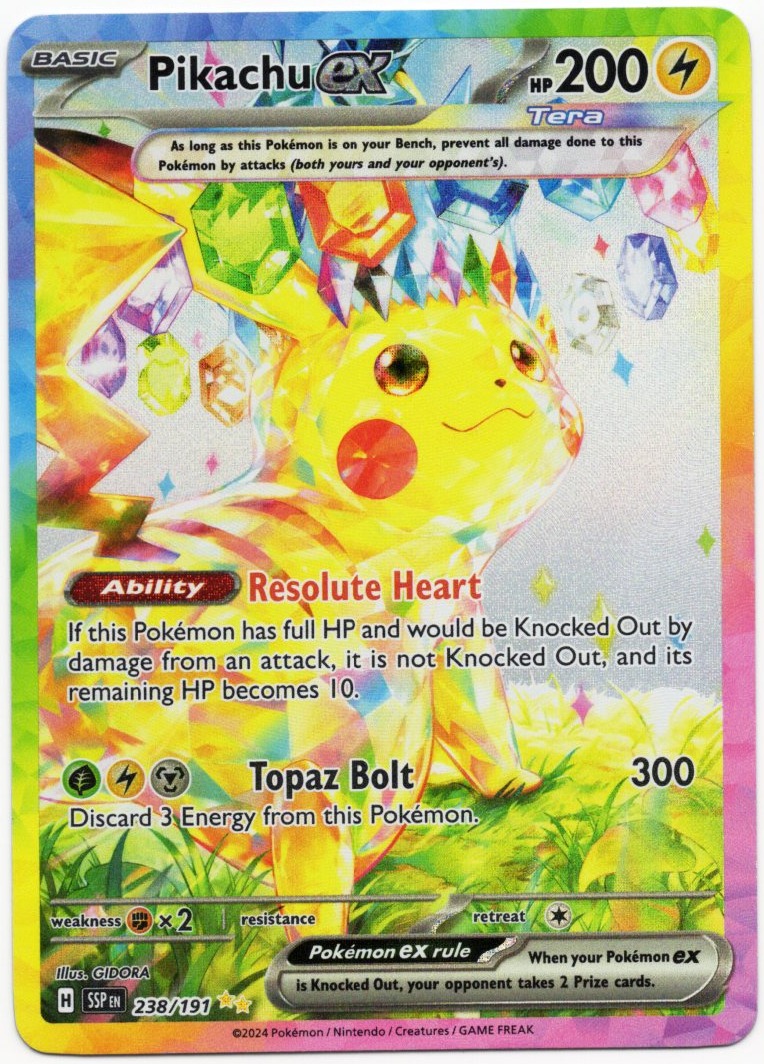 BASIC
Pikachu ex
HP 200
Tera
As long as this Pokémon is on your Bench, prevent all damage done to this
Pokémon by attacks (both yours and your opponent's).
Ability Resolute Heart
If this Pokémon has full HP and would be Knocked Out by
damage from an attack, it is not Knocked Out, and its
remaining HP becomes 10.
Topaz Bolt 300
Discard 3 Energy from this Pokémon.
weakness ×2 resistance retreat
Pokémon ex rule When your Pokémon ex
is Knocked Out, your opponent takes 2 Prize cards.
Illus. GIDORA
H SSP EN 238/191
©2024 Pokémon / Nintendo / Creatures / GAME FREAK